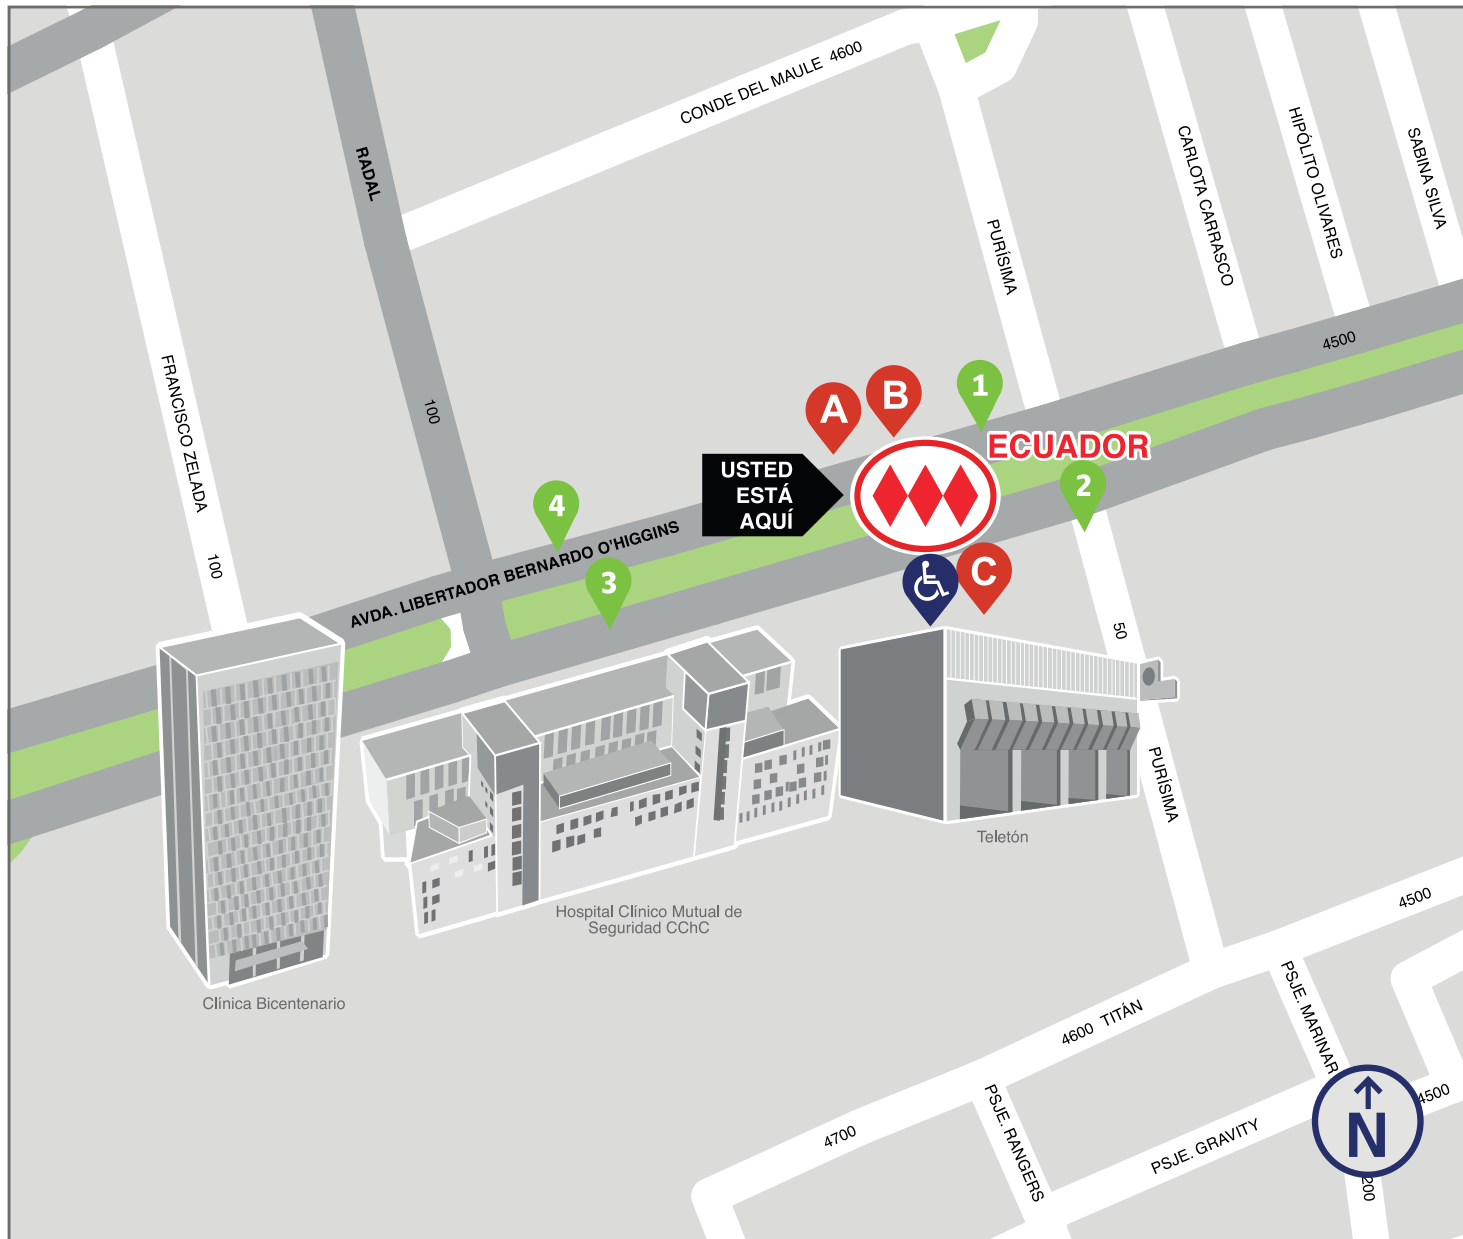 CONDE DEL MAULE 4600
RADAL
100
FRANCISCO ZELADA
100
PURÍSIMA
CARLOTA CARRASCO
HIPÓLITO OLIVARES
SABINA SILVA
4500
A
B
1
ECUADOR
2
USTED
ESTÁ
AQUÍ
4
AVDA. LIBERTADOR BERNARDO O'HIGGINS
3
C
50
PURÍSIMA
Teletón
Hospital Clínico Mutual de
Seguridad CChC
Clínica Bicentenario
4500
4600 TITÁN
4700
PSJE. MARINAR
PSJE. RANGERS
PSJE. GRAVITY
4500
N
200